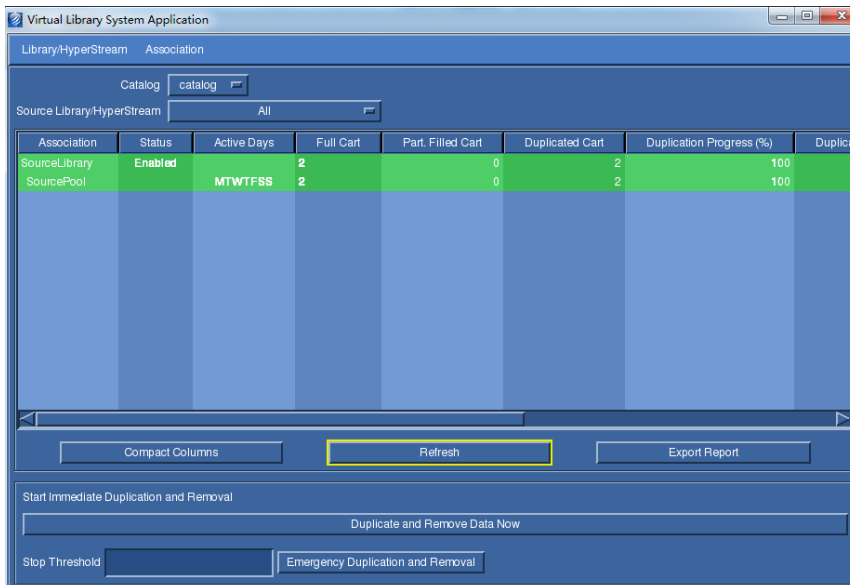 Virtual Library System Application
Library/HyperStream Association
Catalog catalog
Source Library/HyperStream All
Association Status Active Days Full Cart Part. Filled Cart Duplicated Cart Duplication Progress (%) Duplic
SourceLibrary Enabled 2 0 2 100
SourcePool MTWTFSS 2 0 2 100
Compact Columns Refresh Export Report
Start Immediate Duplication and Removal
Duplicate and Remove Data Now
Stop Threshold Emergency Duplication and Removal